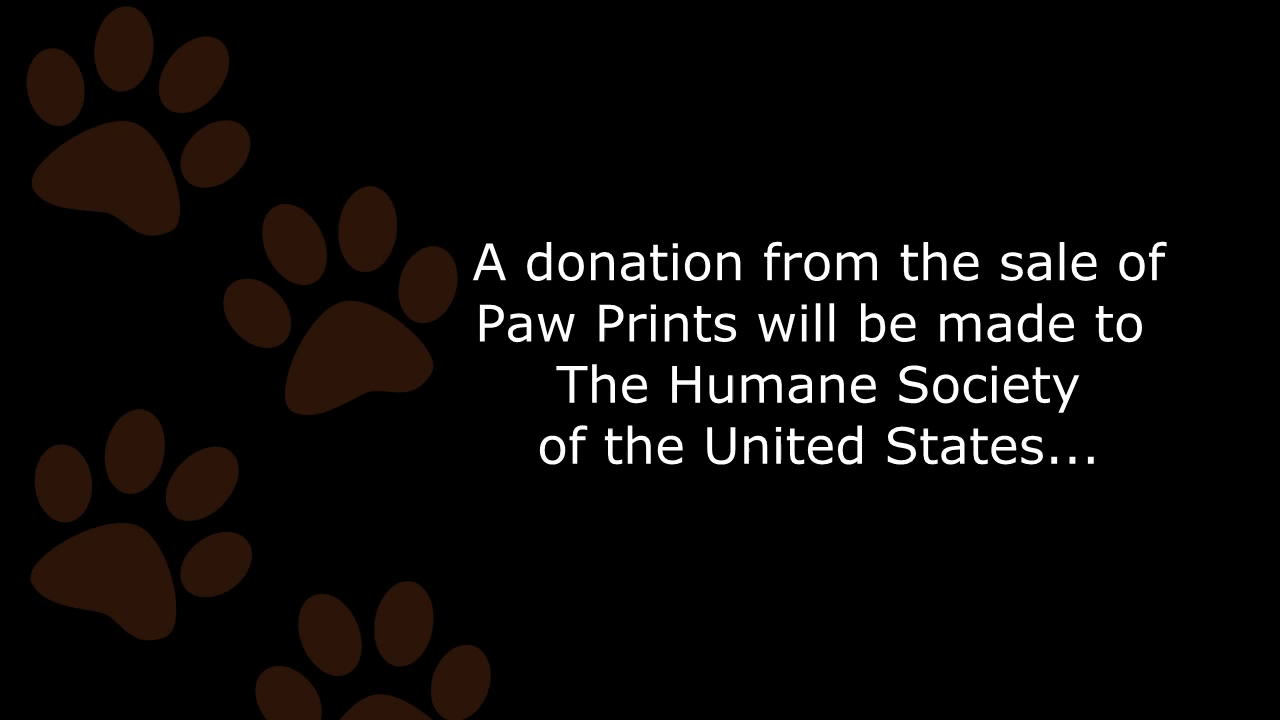 A donation from the sale of
Paw Prints will be made to
The Humane Society
of the United States...